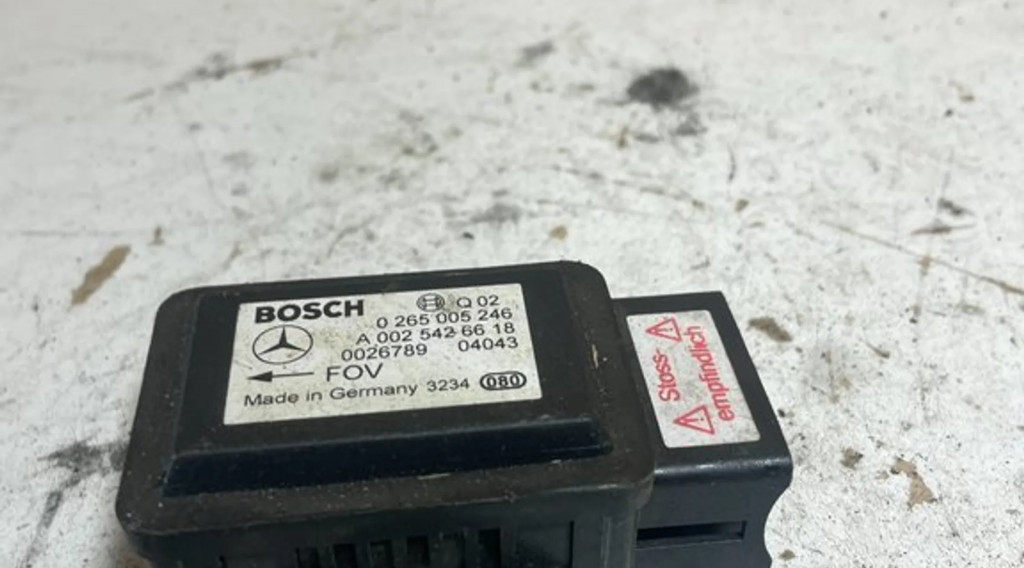 BOSCH Q 02
0 265 005 246
A 002 542 66 18
0026789 04043
FOV
Made in Germany 3234 080
Stoss-
empfindlich